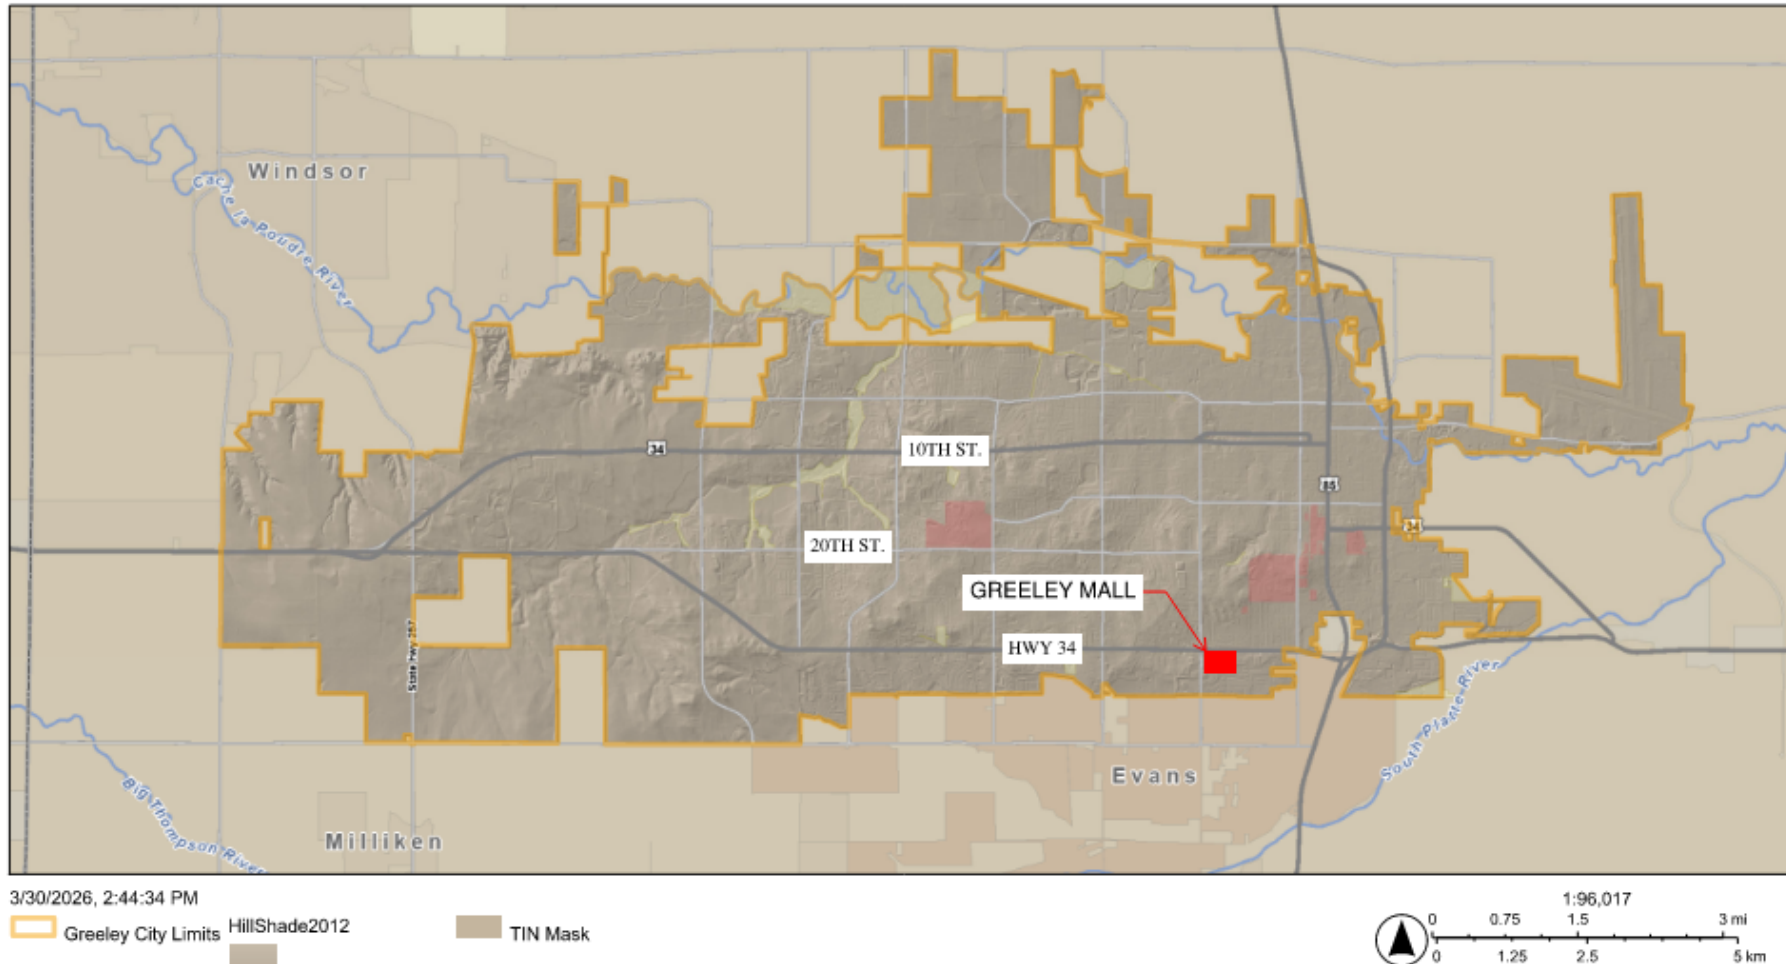 Windsor
Cache la Poudre River
34
10TH ST.
85
34
20TH ST.
GREELEY MALL
HWY 34
State Hwy 257
South Platte River
Evans
Big Thompson River
Milliken
3/30/2026, 2:44:34 PM
1:96,017
Greeley City Limits
HillShade2012
TIN Mask
0 0.75 1.5 3 mi
0 1.25 2.5 5 km